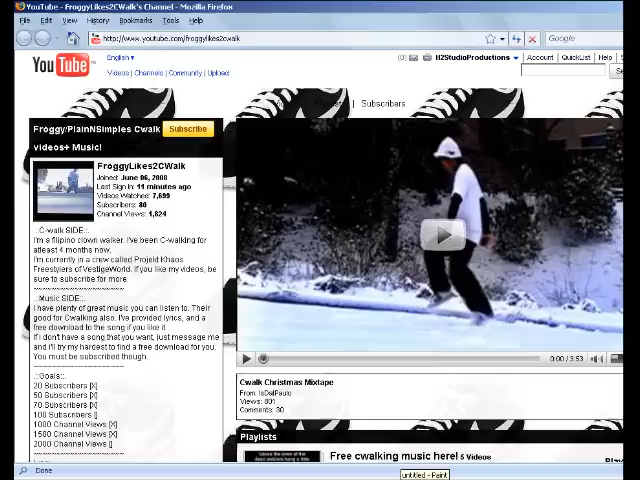 YouTube - FroggyLikes2CWalk's Channel - Mozilla Firefox
File Edit View History Bookmarks Tools Help
http://www.youtube.com/froggylikes2cwalk
Google
YouTube
English
(0) H2StudioProductions Account QuickList Help
Videos | Channels | Community | Upload
Subscribers
Froggy/PlainNSimples Cwalk
videos+ Music!
Subscribe
FroggyLikes2CWalk
Joined: June 06, 2008
Last Sign In: 11 minutes ago
Videos Watched: 7,699
Subscribers: 80
Channel Views: 1,824
.::C-walk SIDE::.
I'm a filipino clown walker. I've been C-walking for
atleast 4 months now.
I'm currently in a crew called Projekt Khaos
Freestylers of VestigeWorld. If you like my videos, be
sure to subscribe for more.
~~~~~~~~~~~~~~~~~~~~
.::Music SIDE::.
I have plenty of great music you can listen to. Their
good for Cwalking also. I've provided lyrics, and a
free download to the song if you like it.
If i don't have a song that you want, just message me
and i'll try my hardest to find a free download for you.
You must be subscribed though.
~~~~~~~~~~~~~~~~~~~~
.::Goals::.
20 Subscribers [X]
50 Subscribers [X]
70 Subscribers [X]
100 Subscribers []
1000 Channel Views [X]
1500 Channel Views [X]
2000 Channel Views []
0:00 / 3:53
Cwalk Christmas Mixtape
From: IsDatPaulo
Views: 801
Comments: 30
Playlists
Free cwalking music here! 5 Videos
Done
untitled - Paint